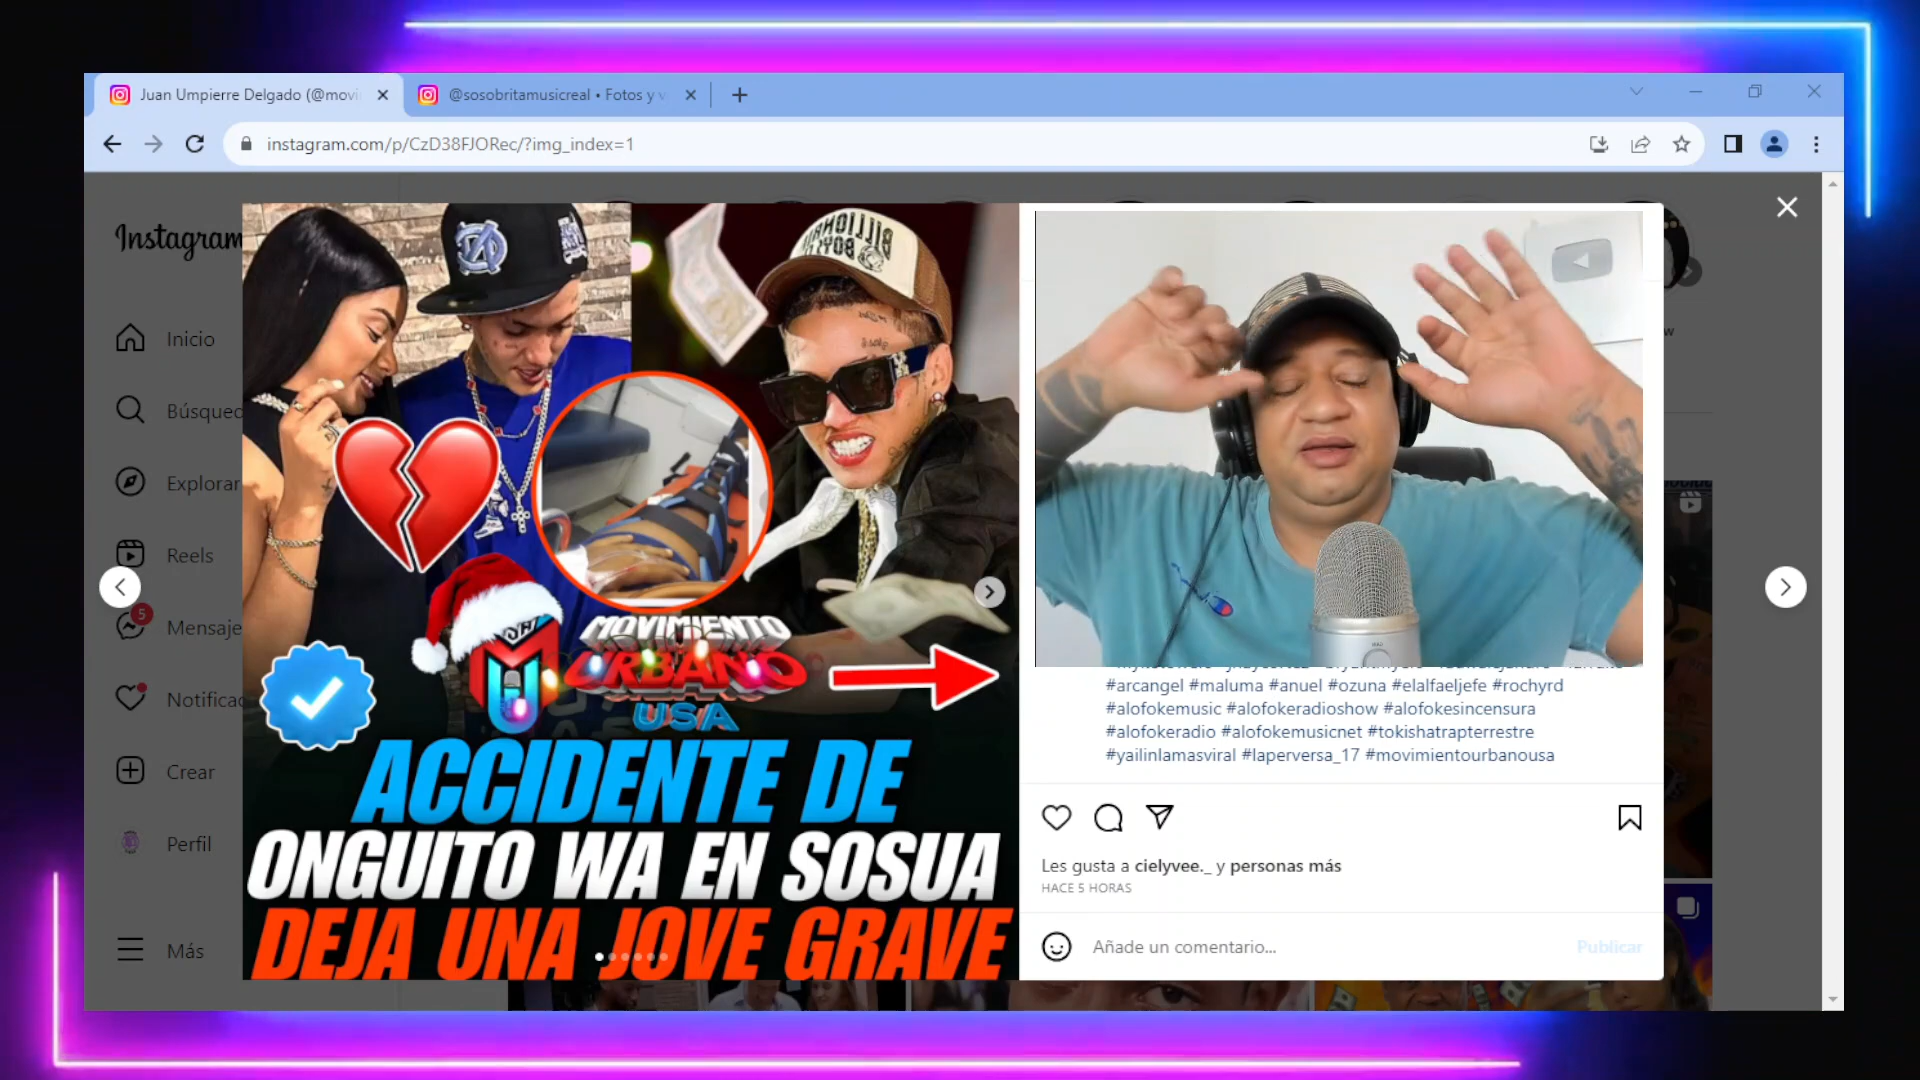 Juan Umpierre Delgado (@movi
@sosobritamusicreal • Fotos y v
instagram.com/p/CzD38FJORec/?img_index=1
Instagram
Inicio
Búsqued
Explorar
Reels
5
Mensaje
Notificac
Crear
Perfil
Más
BILLIONAIRE
BOYS
MOVIMIENTO
URBANO
USA
ACCIDENTE DE
ONGUITO WA EN SOSUA
DEJA UNA JOVE GRAVE
#arcangel #maluma #anuel #ozuna #elalfaeljefe #rochyrd
#alofokemusic #alofokeradioshow #alofokesincensura
#alofokeradio #alofokemusicnet #tokishatrapterrestre
#yailinlamasviral #laperversa_17 #movimientourbanousa
Les gusta a cielyvee._ y personas más
HACE 5 HORAS
Añade un comentario...
Publicar